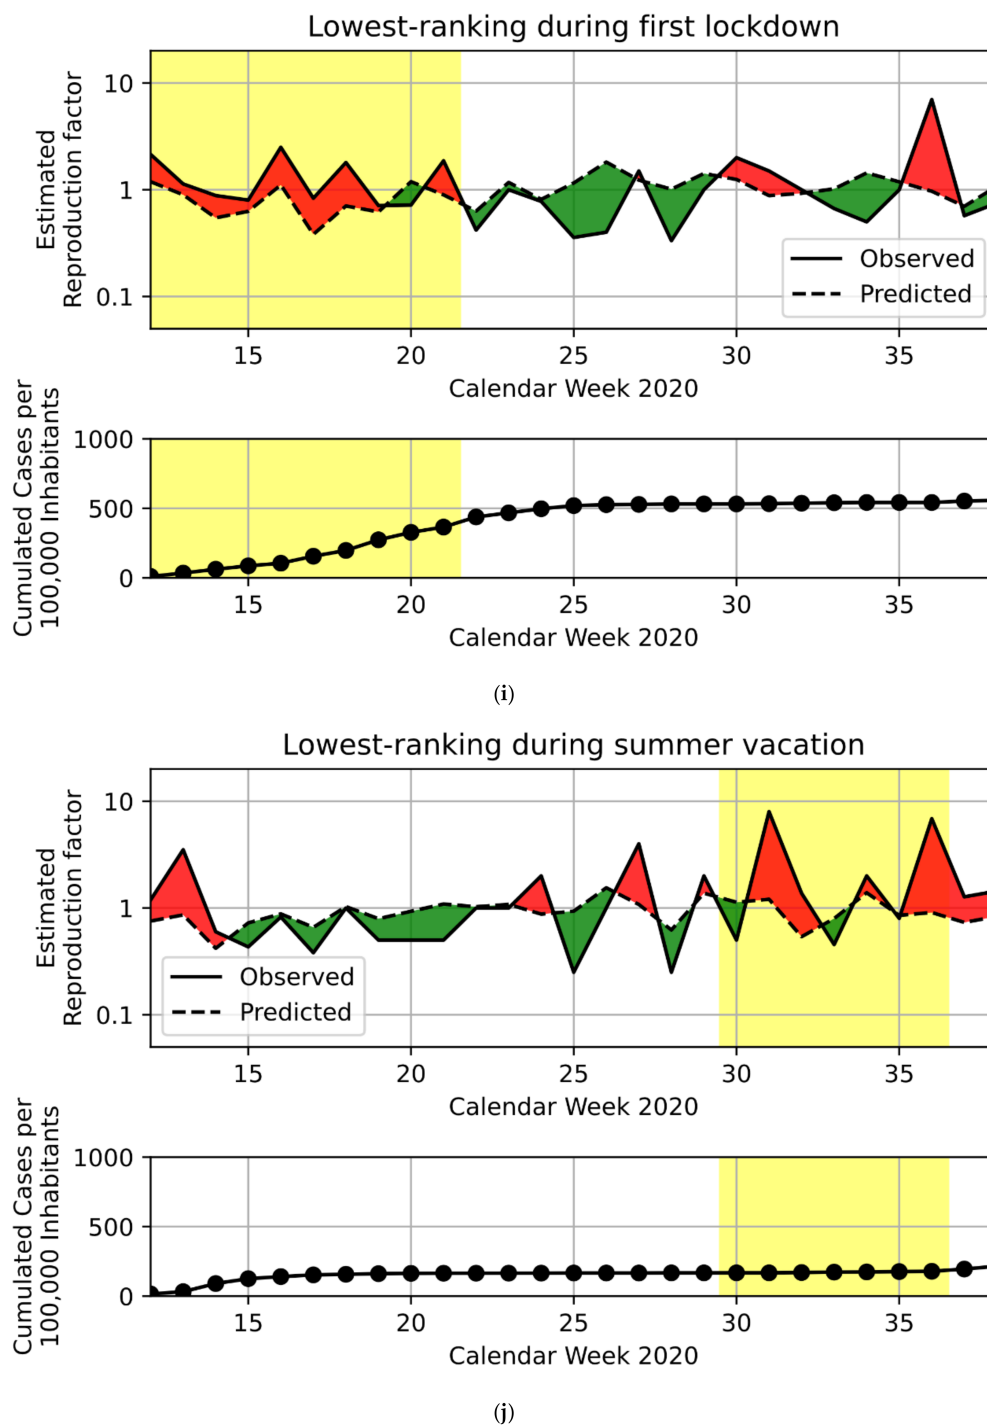 Lowest-ranking during first lockdown
Estimated
Reproduction factor
10
1
0.1
Observed
Predicted
15 20 25 30 35
Calendar Week 2020
Cumulated Cases per
100,000 Inhabitants
1000
500
0
15 20 25 30 35
Calendar Week 2020
(i)
Lowest-ranking during summer vacation
Estimated
Reproduction factor
10
1
0.1
Observed
Predicted
15 20 25 30 35
Calendar Week 2020
Cumulated Cases per
100,000 Inhabitants
1000
500
0
15 20 25 30 35
Calendar Week 2020
(j)